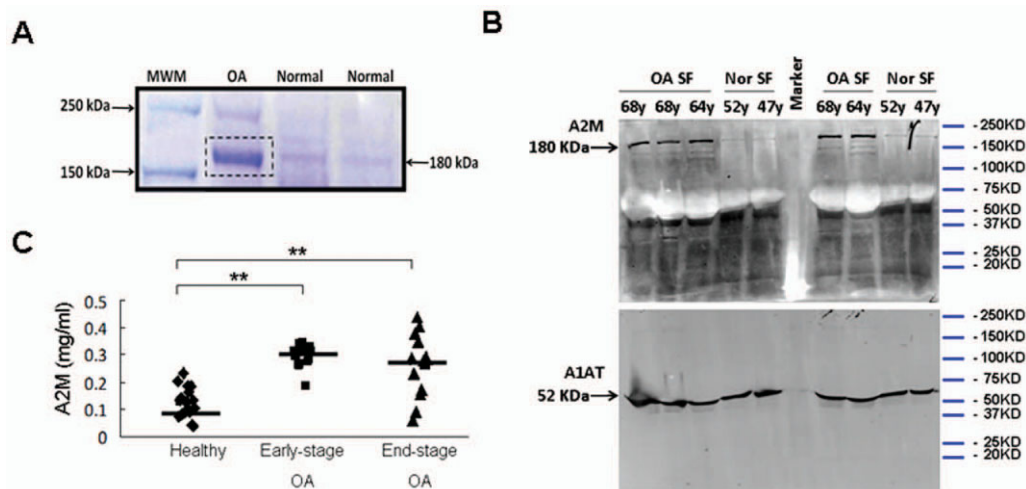 A
MWM OA Normal Normal
250 kDa
150 kDa
180 kDa
B
OA SF Nor SF Marker OA SF Nor SF
68y 68y 64y 52y 47y 68y 64y 52y 47y
A2M
180 KDa
- 250KD
- 150KD
- 100KD
- 75KD
- 50KD
- 37KD
- 25KD
- 20KD
A1AT
52 KDa
- 250KD
- 150KD
- 100KD
- 75KD
- 50KD
- 37KD
- 25KD
- 20KD
C
**
**
A2M (mg/ml)
0.5
0.4
0.3
0.2
0.1
0
Healthy Early-stage OA End-stage OA